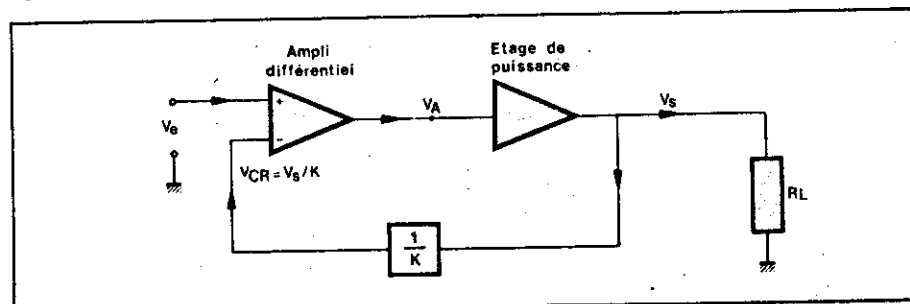 Ampli
différentiel
Etage de
puissance
+
-
Ve
VA
VS
VCR = VS/K
RL
1
K